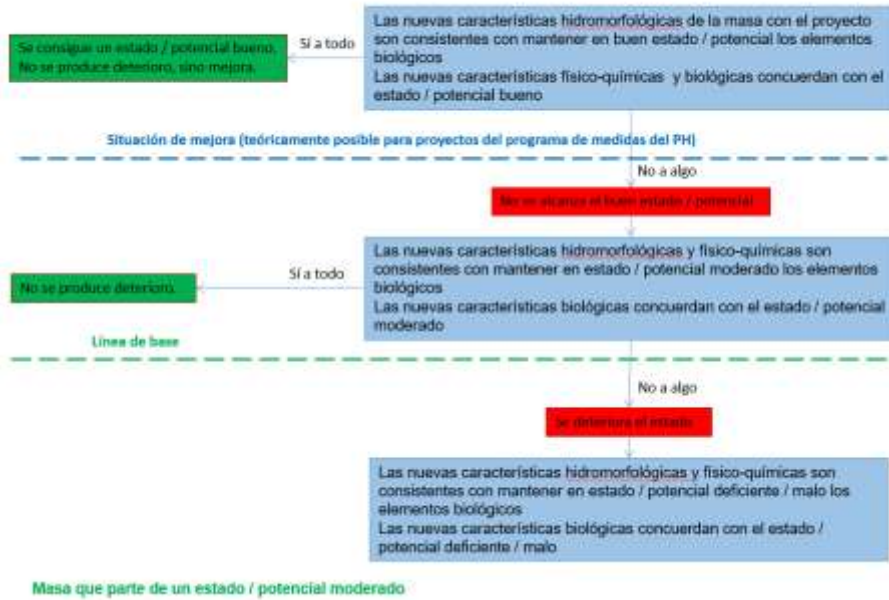 Las nuevas características hidromorfológicas de la masa con el proyecto
son consistentes con mantener en buen estado / potencial los elementos
biológicos
Las nuevas características físico-químicas y biológicas concuerdan con el
estado / potencial bueno
Sí a todo
Se consigue un estado / potencial bueno.
No se produce deterioro, sino mejora.
Situación de mejora (teóricamente posible para proyectos del programa de medidas del PH)
No a algo
No se alcanza el buen estado / potencial
Las nuevas características hidromorfológicas y físico-químicas son
consistentes con mantener en estado / potencial moderado los elementos
biológicos
Las nuevas características biológicas concuerdan con el estado / potencial
moderado
Sí a todo
No se produce deterioro.
Línea de base
No a algo
Se deteriora el estado
Las nuevas características hidromorfológicas y físico-químicas son
consistentes con mantener en estado / potencial deficiente / malo los
elementos biológicos
Las nuevas características biológicas concuerdan con el estado /
potencial deficiente / malo
Masa que parte de un estado / potencial moderado